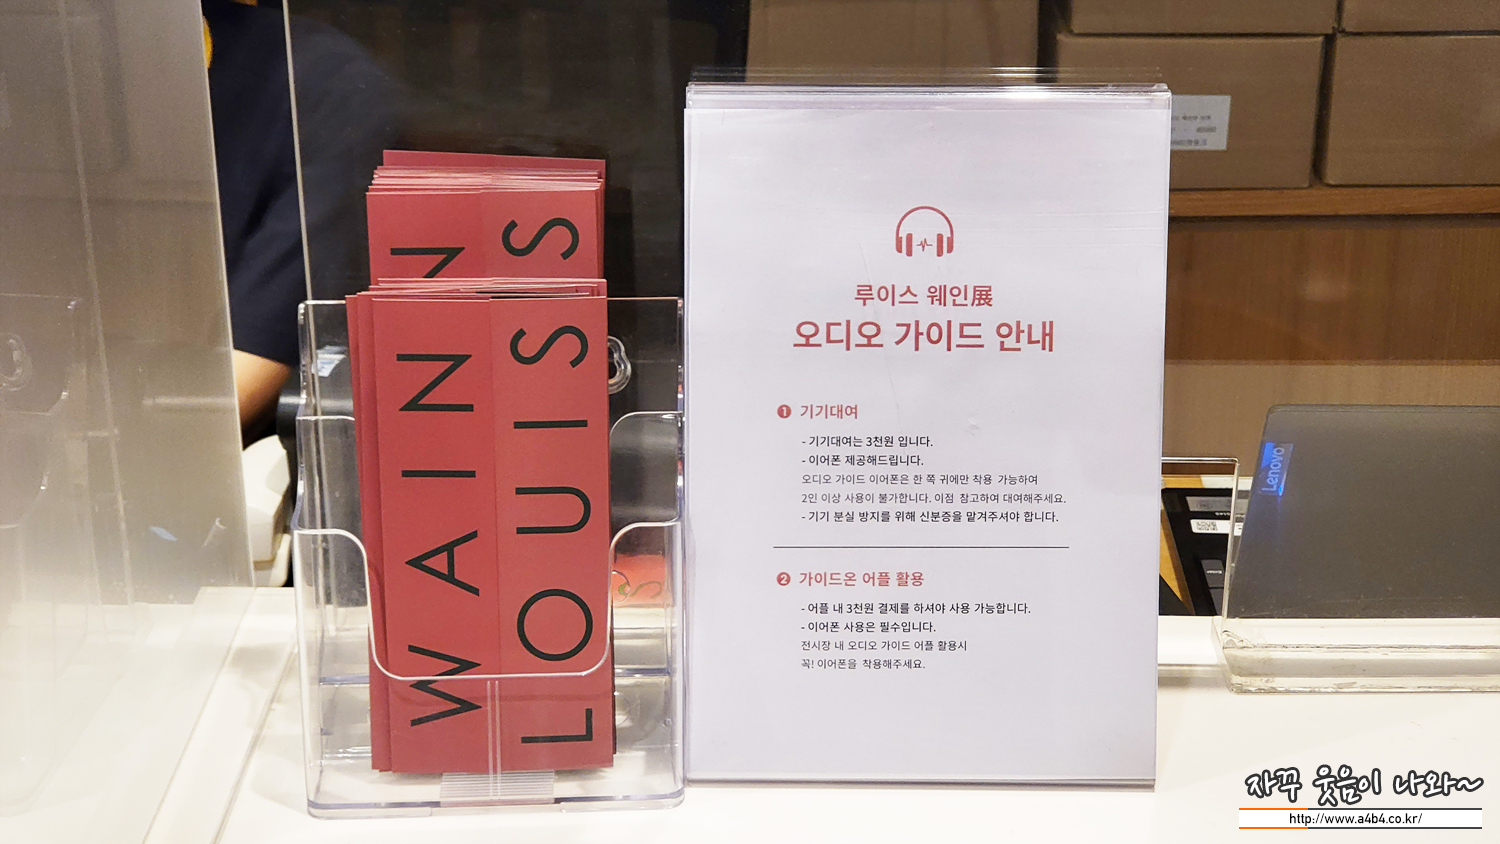 WAIN
LOUIS
루이스 웨인展
오디오 가이드 안내
❶ 기기대여
- 기기대여는 3천원 입니다.
- 이어폰 제공해드립니다.
오디오 가이드 이어폰은 한 쪽 귀에만 착용 가능하여
2인 이상 사용이 불가합니다. 이점 참고하여 대여해주세요.
- 기기 분실 방지를 위해 신분증을 맡겨주셔야 합니다.
❷ 가이드온 어플 활용
- 어플 내 3천원 결제를 하셔야 사용 가능합니다.
- 이어폰 사용은 필수입니다.
전시장 내 오디오 가이드 어플 활용시
꼭! 이어폰을 착용해주세요.
Lenovo
자꾸 웃음이 나와~
http://www.a4b4.co.kr/